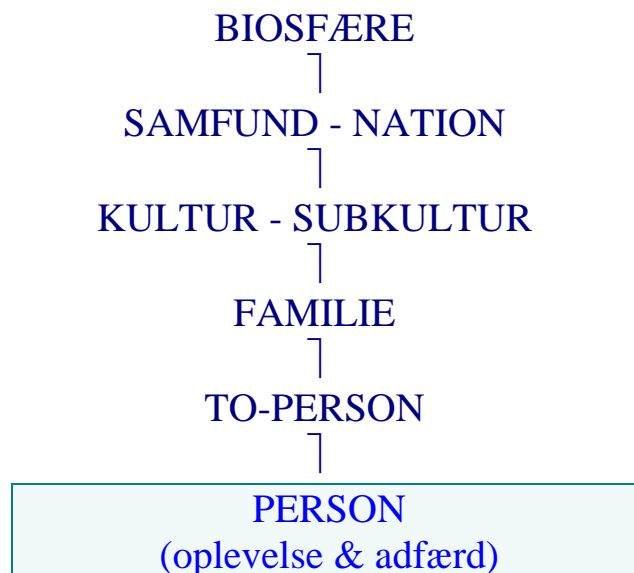 BIOSFÆRE
SAMFUND - NATION
KULTUR - SUBKULTUR
FAMILIE
TO-PERSON
PERSON
(oplevelse & adfærd)